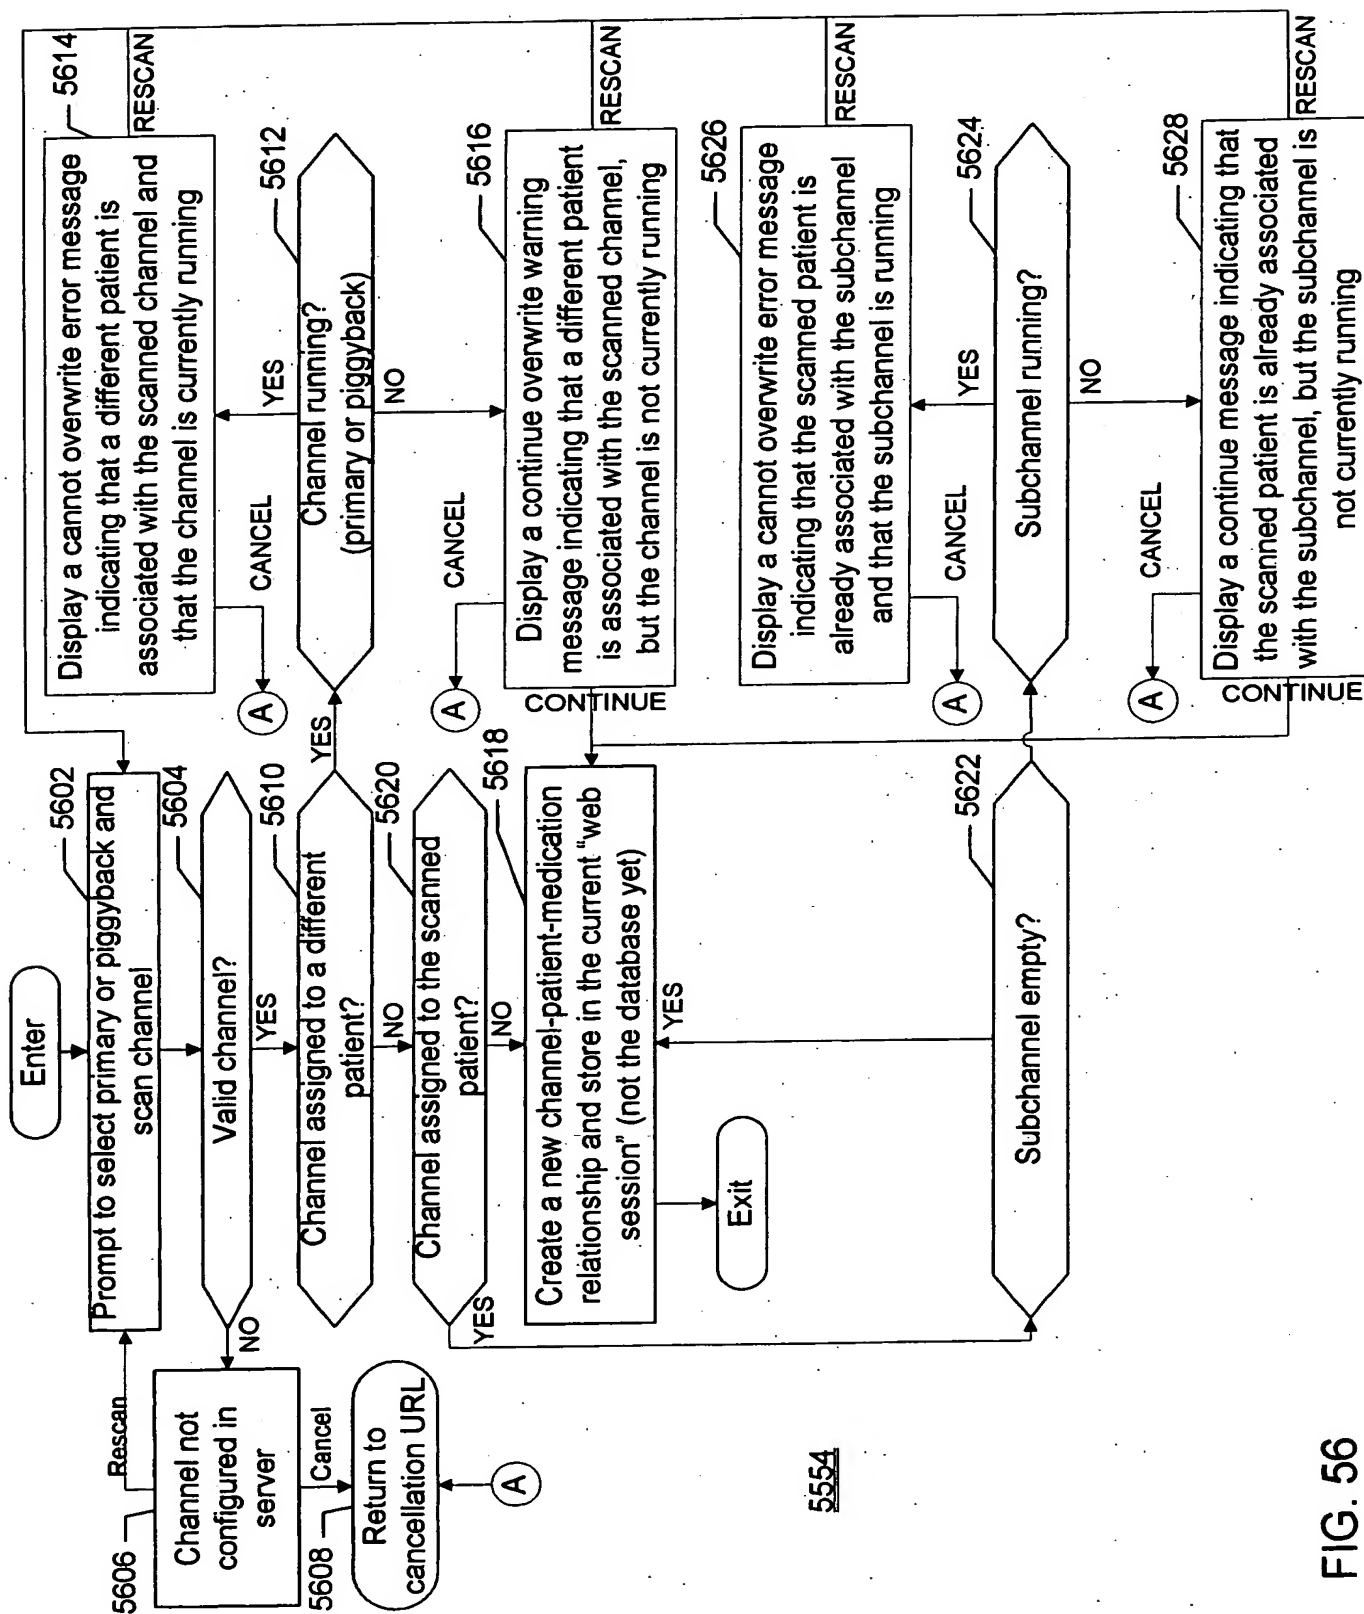 Enter
5602
Prompt to select primary or piggyback and
scan channel
5604
Valid channel?
NO
YES
5606
Channel not
configured in
server
Rescan
Cancel
5608
Return to
cancellation URL
A
5610
Channel assigned to a different
patient?
YES
NO
5612
Channel running?
(primary or piggyback)
YES
NO
5614
Display a cannot overwrite error message
indicating that a different patient is
associated with the scanned channel and
that the channel is currently running
RESCAN
CANCEL
A
5616
Display a continue overwrite warning
message indicating that a different patient
is associated with the scanned channel,
but the channel is not currently running
RESCAN
CANCEL
A
CONTINUE
5620
Channel assigned to the scanned
patient?
YES
NO
5618
Create a new channel-patient-medication
relationship and store in the current "web
session" (not the database yet)
YES
Exit
5622
Subchannel empty?
5624
Subchannel running?
YES
NO
5626
Display a cannot overwrite error message
indicating that the scanned patient is
already associated with the subchannel
and that the subchannel is running
RESCAN
CANCEL
A
5628
Display a continue message indicating that
the scanned patient is already associated
with the subchannel, but the subchannel is
not currently running
RESCAN
CANCEL
A
CONTINUE
5554
FIG. 56